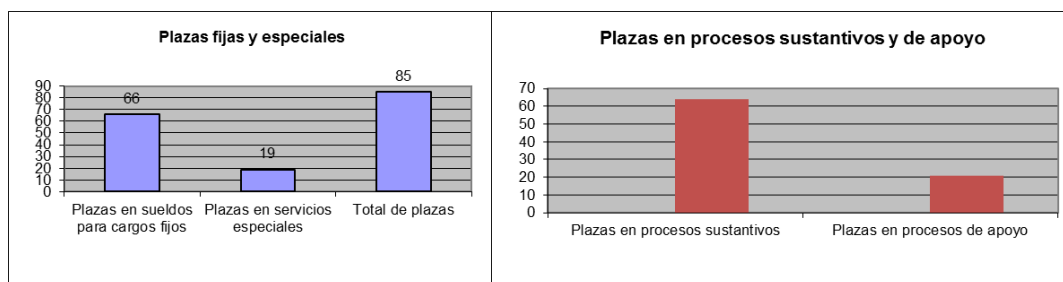 Plazas fijas y especiales
90
80
70
60
50
40
30
20
10
0
66
19
85
Plazas en sueldos
para cargos fijos
Plazas en servicios
especiales
Total de plazas
Plazas en procesos sustantivos y de apoyo
70
60
50
40
30
20
10
0
Plazas en procesos sustantivos
Plazas en procesos de apoyo